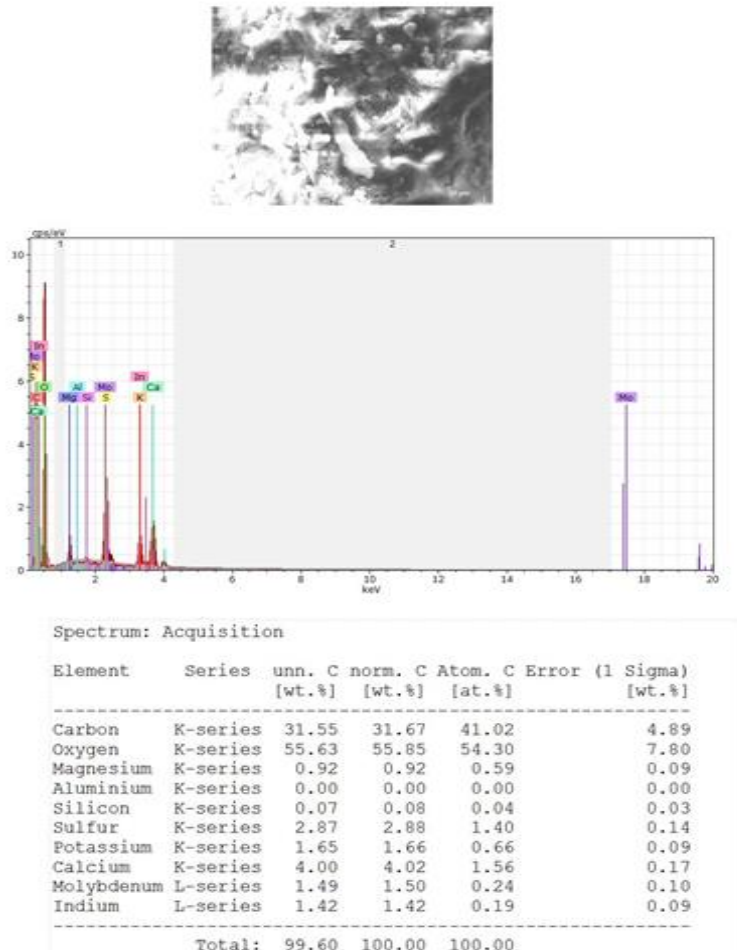 cps/eV
1 2
10
8
6
4
2
0
In
Mo
K
S
O
C
Ca
Al
Mg Si
Mo
S
In
K
Ca
Mo
2 4 6 8 10 12 14 16 18 20
keV
Spectrum: Acquisition
Element Series unn. C norm. C Atom. C Error (1 Sigma)
[wt.%] [wt.%] [at.%] [wt.%]
Carbon K-series 31.55 31.67 41.02 4.89
Oxygen K-series 55.63 55.85 54.30 7.80
Magnesium K-series 0.92 0.92 0.59 0.09
Aluminium K-series 0.00 0.00 0.00 0.00
Silicon K-series 0.07 0.08 0.04 0.03
Sulfur K-series 2.87 2.88 1.40 0.14
Potassium K-series 1.65 1.66 0.66 0.09
Calcium K-series 4.00 4.02 1.56 0.17
Molybdenum L-series 1.49 1.50 0.24 0.10
Indium L-series 1.42 1.42 0.19 0.09
Total: 99.60 100.00 100.00